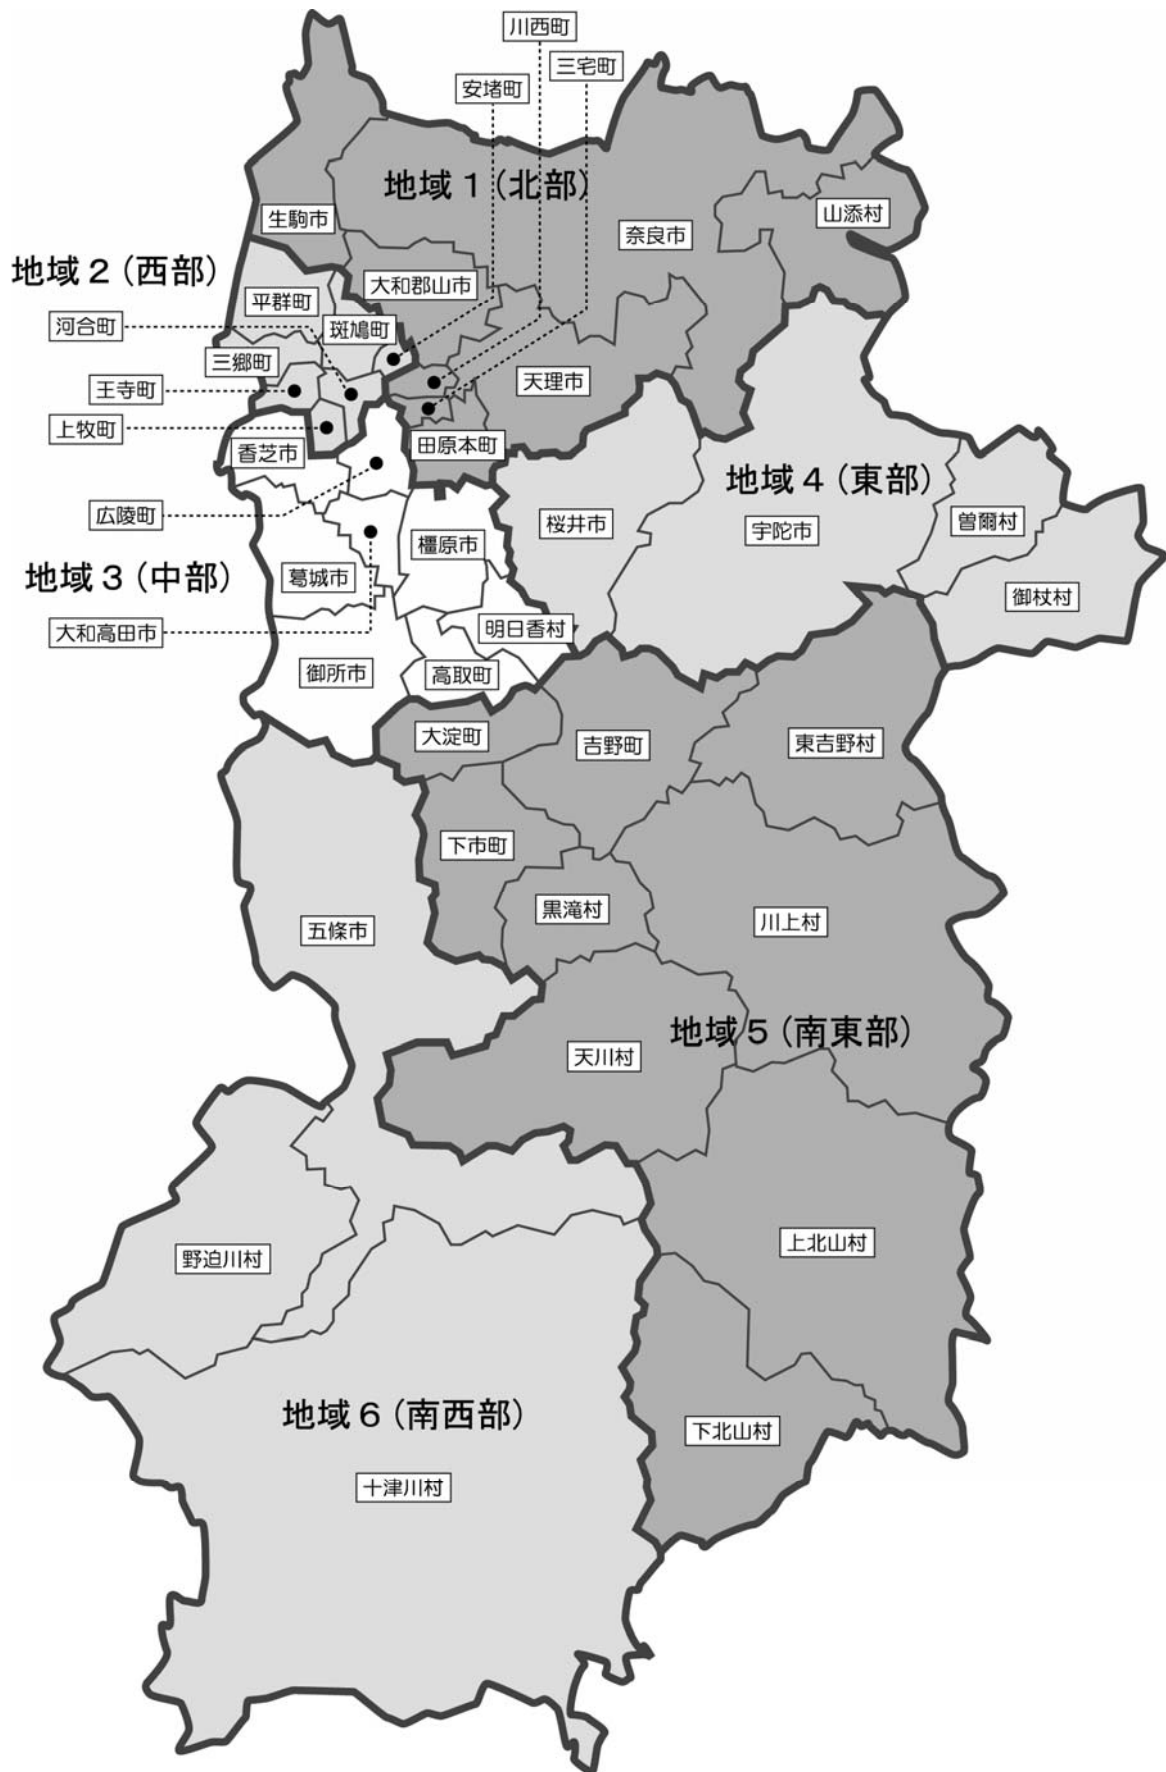 川西町
三宅町
安堵町
地域1(北部)
山添村
生駒市
奈良市
地域2(西部)
大和郡山市
平群町
河合町
斑鳩町
三郷町
天理市
王寺町
上牧町
香芝市
田原本町
地域4(東部)
広陵町
桜井市
宇陀市
曽爾村
橿原市
地域3(中部)
葛城市
御杖村
大和高田市
明日香村
御所市
高取町
大淀町
吉野町
東吉野村
下市町
黒滝村
川上村
五條市
地域5(南東部)
天川村
上北山村
野迫川村
地域6(南西部)
下北山村
十津川村